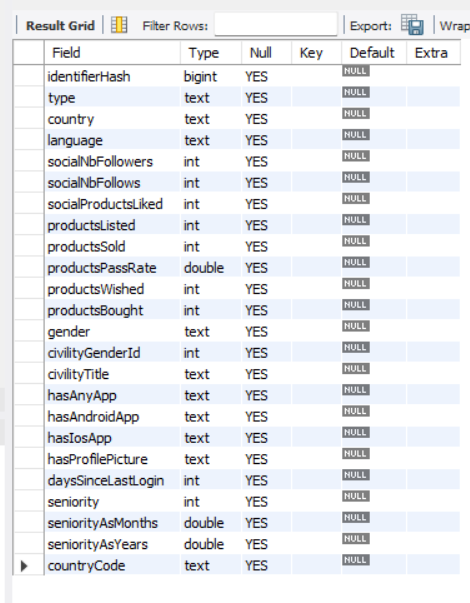 Result Grid Filter Rows: Export: Wrap
Field Type Null Key Default Extra
identifierHash bigint YES NULL
type text YES NULL
country text YES NULL
language text YES NULL
socialNbFollowers int YES NULL
socialNbFollows int YES NULL
socialProductsLiked int YES NULL
productsListed int YES NULL
productsSold int YES NULL
productsPassRate double YES NULL
productsWished int YES NULL
productsBought int YES NULL
gender text YES NULL
civilityGenderId int YES NULL
civilityTitle text YES NULL
hasAnyApp text YES NULL
hasAndroidApp text YES NULL
hasIosApp text YES NULL
hasProfilePicture text YES NULL
daysSinceLastLogin int YES NULL
seniority int YES NULL
seniorityAsMonths double YES NULL
seniorityAsYears double YES NULL
countryCode text YES NULL